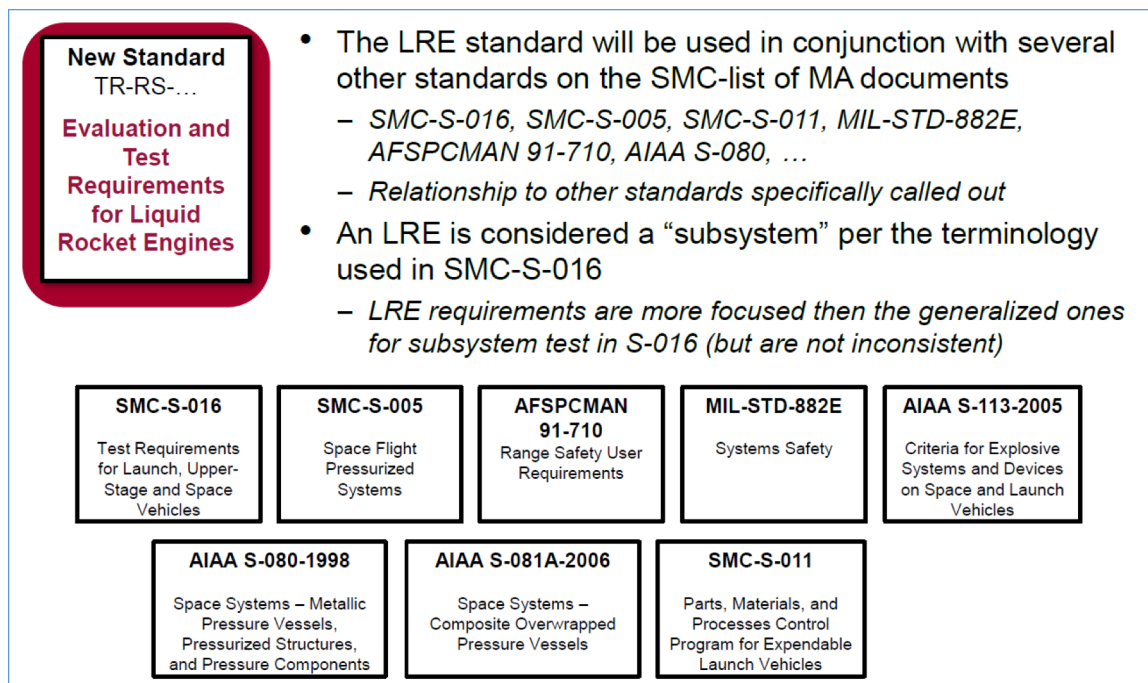 New Standard
TR-RS-…
Evaluation and
Test
Requirements
for Liquid
Rocket Engines
• The LRE standard will be used in conjunction with several
other standards on the SMC-list of MA documents
– SMC-S-016, SMC-S-005, SMC-S-011, MIL-STD-882E,
AFSPCMAN 91-710, AIAA S-080, …
– Relationship to other standards specifically called out
• An LRE is considered a “subsystem” per the terminology
used in SMC-S-016
– LRE requirements are more focused then the generalized ones
for subsystem test in S-016 (but are not inconsistent)
SMC-S-016
Test Requirements
for Launch, Upper-
Stage and Space
Vehicles
SMC-S-005
Space Flight
Pressurized
Systems
AFSPCMAN
91-710
Range Safety User
Requirements
MIL-STD-882E
Systems Safety
AIAA S-113-2005
Criteria for Explosive
Systems and Devices
on Space and Launch
Vehicles
AIAA S-080-1998
Space Systems – Metallic
Pressure Vessels,
Pressurized Structures,
and Pressure Components
AIAA S-081A-2006
Space Systems –
Composite Overwrapped
Pressure Vessels
SMC-S-011
Parts, Materials, and
Processes Control
Program for Expendable
Launch Vehicles